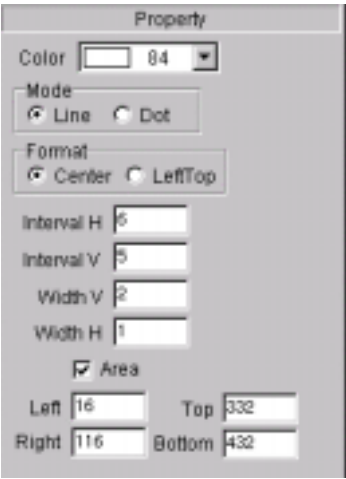 Property
Color 84
Mode
Line Dot
Format
Center LeftTop
Interval H 6
Interval V 5
Width V 2
Width H 1
Area
Left 16 Top 332
Right 116 Bottom 432